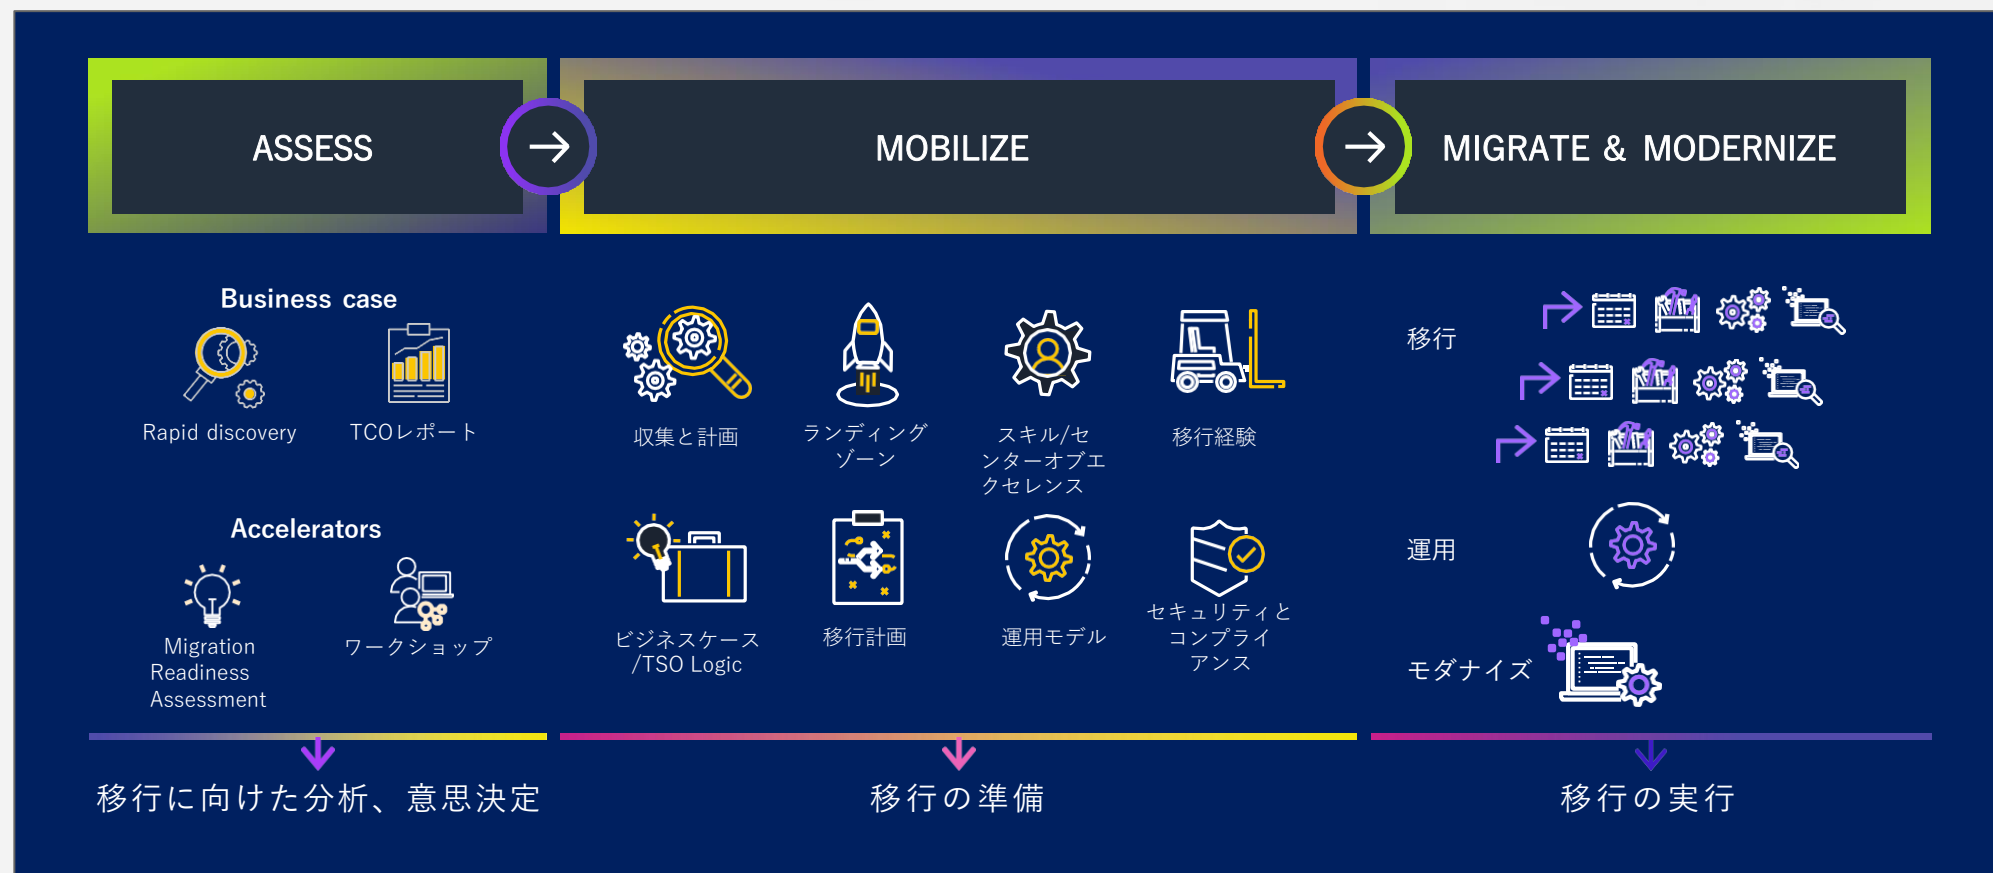 ASSESS
MOBILIZE
MIGRATE & MODERNIZE
Business case
Rapid discovery
TCOレポート
Accelerators
Migration
Readiness
Assessment
ワークショップ
収集と計画
ランディング
ゾーン
スキル/セ
ンターオブエ
クセレンス
移行経験
ビジネスケース
/TSO Logic
移行計画
運用モデル
セキュリティと
コンプライ
アンス
移行
運用
モダナイズ
移行に向けた分析、意思決定
移行の準備
移行の実行